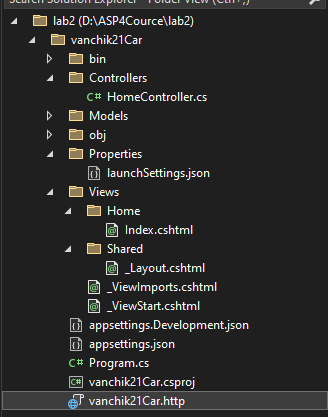 Search Solution Explorer - Folder View (Ctrl+;)
lab2 (D:\ASP4Cource\lab2)
vanchik21Car
bin
Controllers
C# HomeController.cs
Models
obj
Properties
launchSettings.json
Views
Home
Index.cshtml
Shared
_Layout.cshtml
_ViewImports.cshtml
_ViewStart.cshtml
appsettings.Development.json
appsettings.json
C# Program.cs
vanchik21Car.csproj
vanchik21Car.http